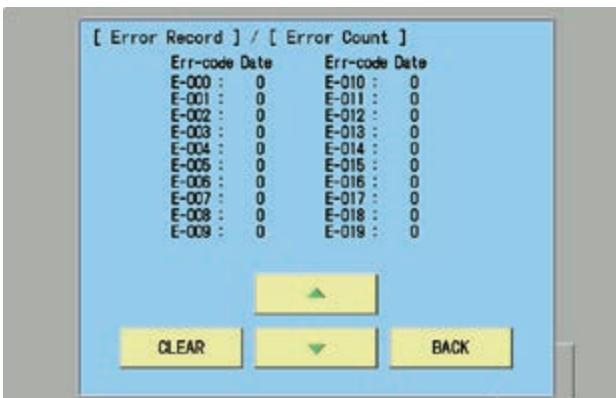 [ Error Record ] / [ Error Count ]
Err-code Date Err-code Date
E-000 : 0 E-010 : 0
E-001 : 0 E-011 : 0
E-002 : 0 E-012 : 0
E-003 : 0 E-013 : 0
E-004 : 0 E-014 : 0
E-005 : 0 E-015 : 0
E-006 : 0 E-016 : 0
E-007 : 0 E-017 : 0
E-008 : 0 E-018 : 0
E-009 : 0 E-019 : 0
CLEAR BACK